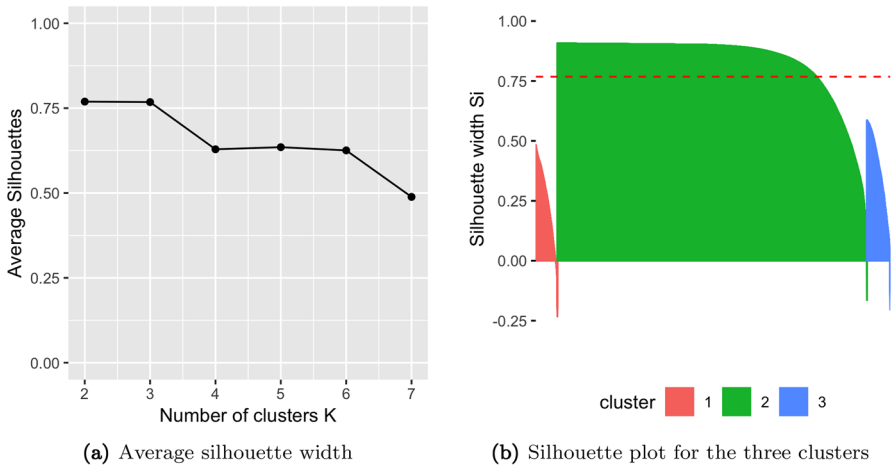 1.00
0.75
0.50
0.25
0.00
Average Silhouettes
2 3 4 5 6 7
Number of clusters K
(a) Average silhouette width
1.00
0.75
0.50
0.25
0.00
-0.25
Silhouette width Si
cluster 1 2 3
(b) Silhouette plot for the three clusters